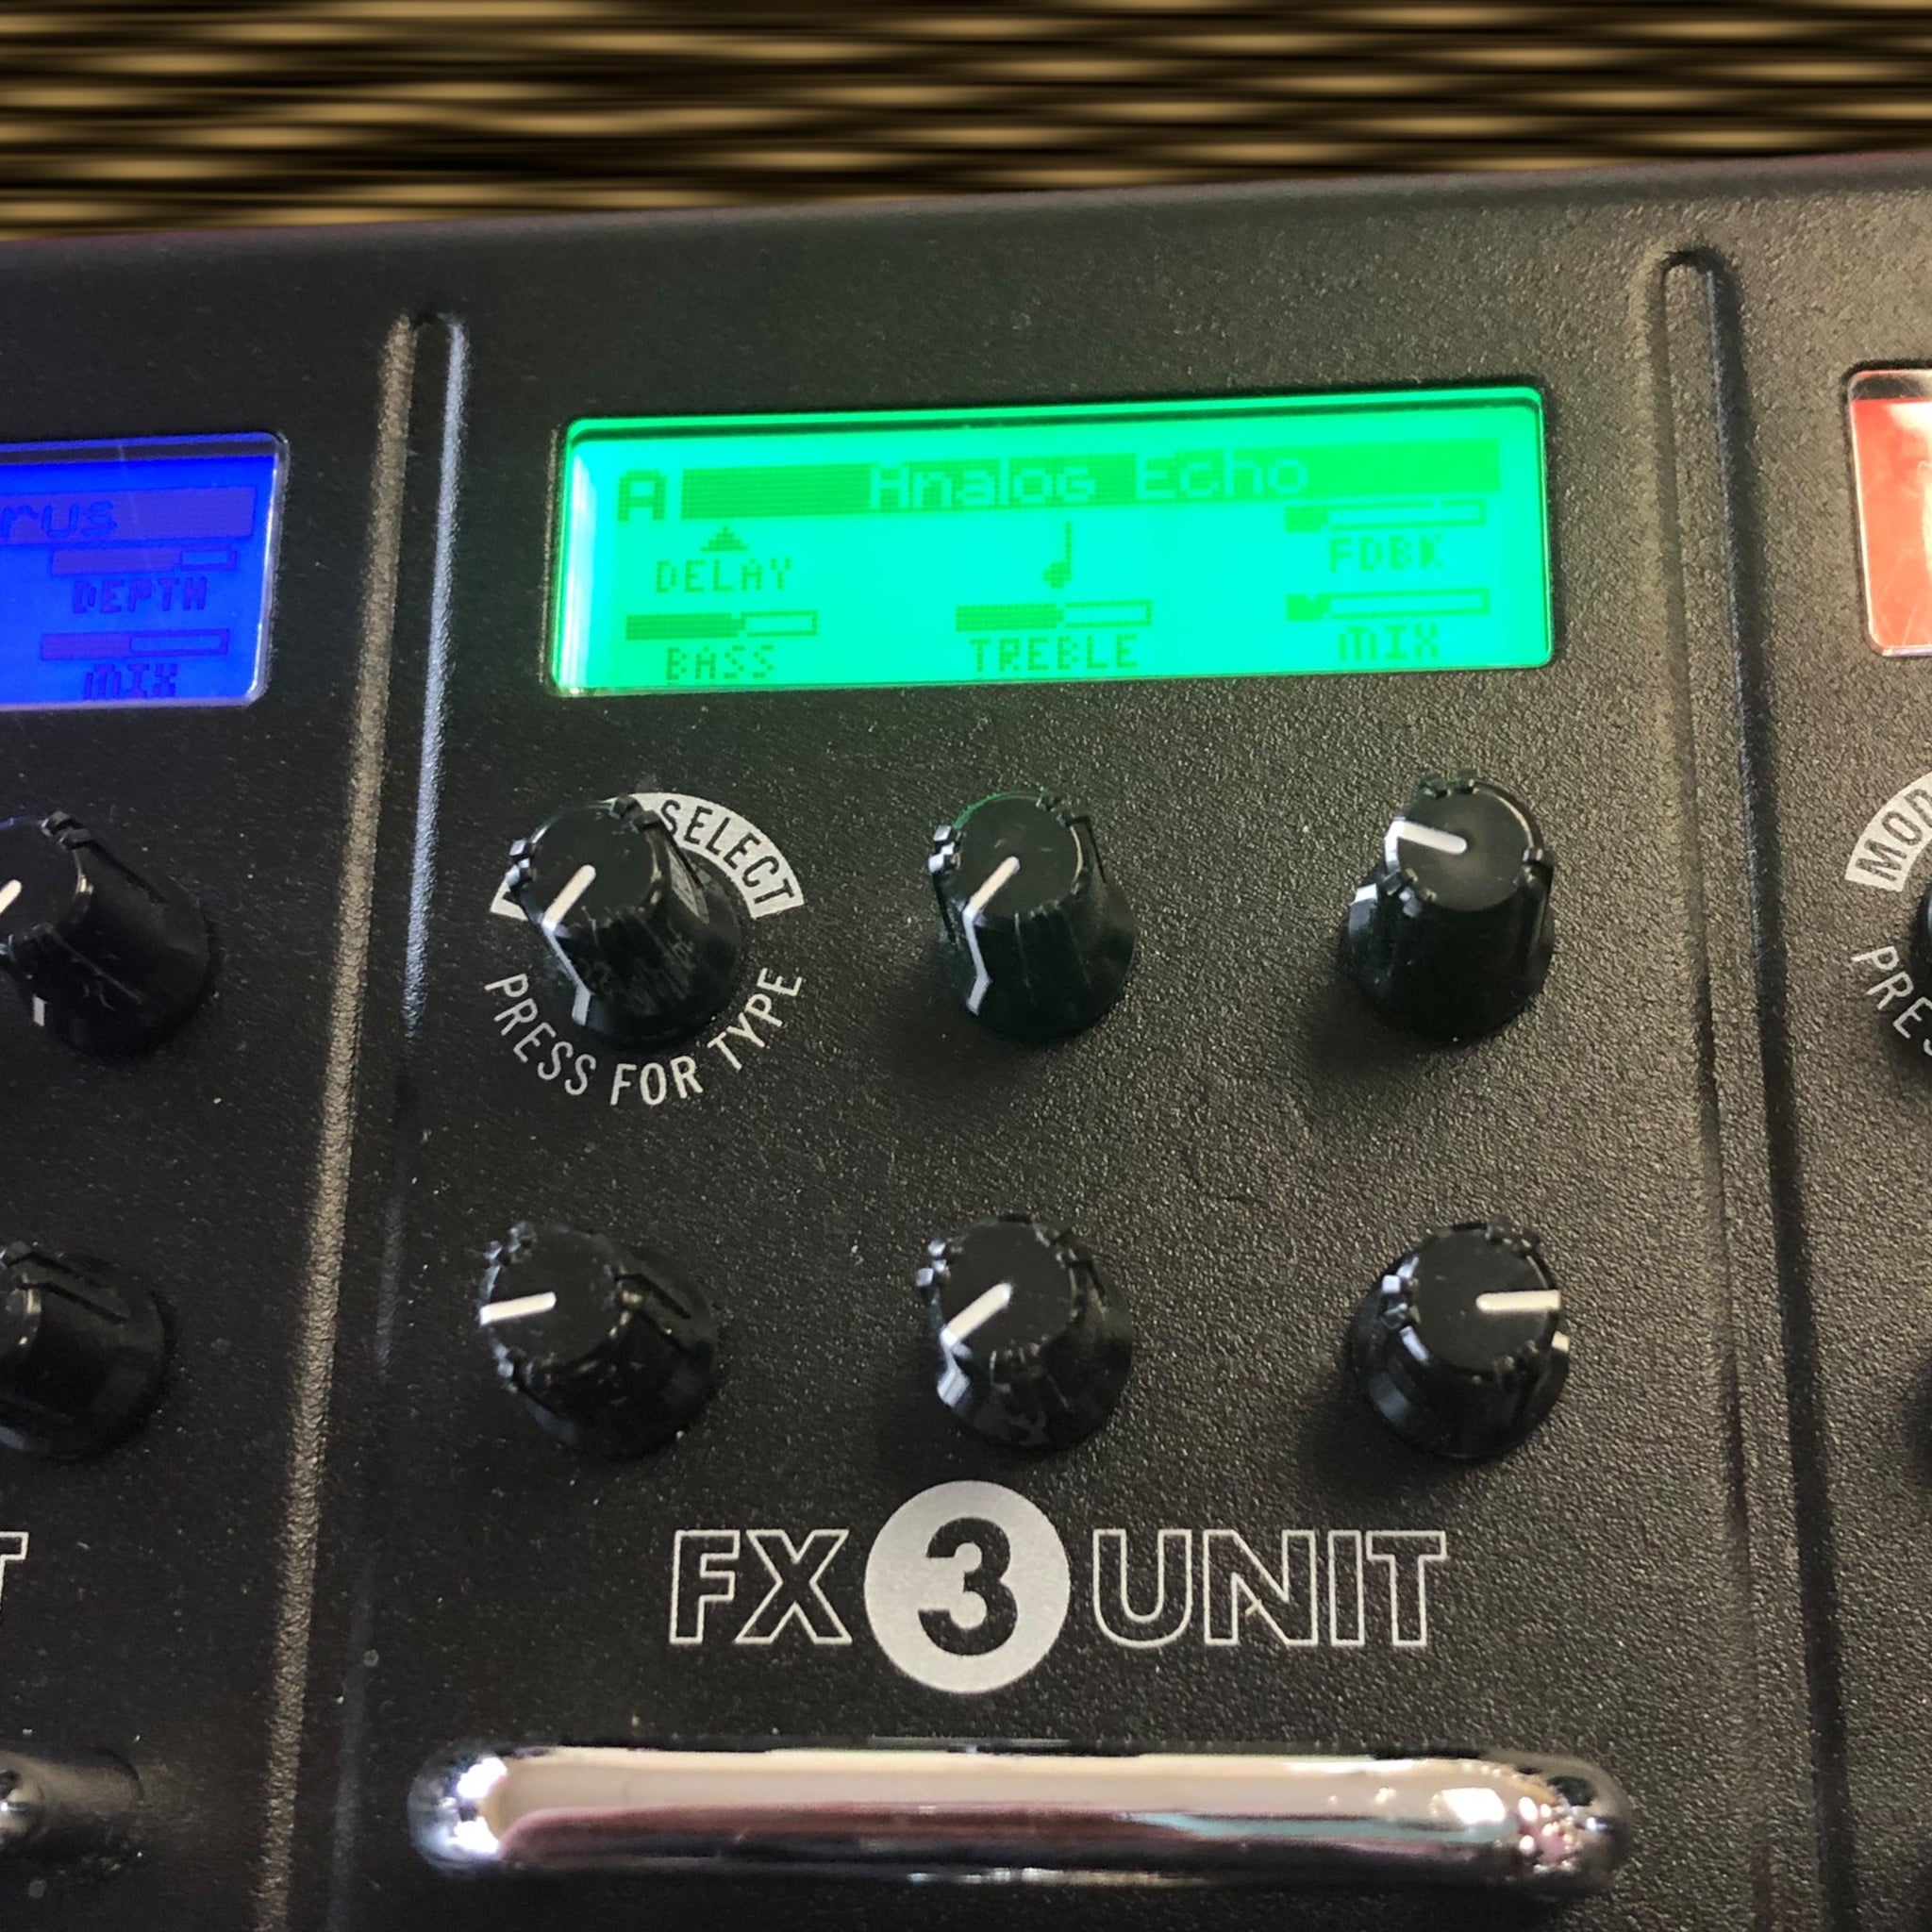 A Analog Echo
DELAY FDBK
BASS TREBLE MIX
rus
DEPTH
MIX
SELECT
PRESS FOR TYPE
FX 3 UNIT